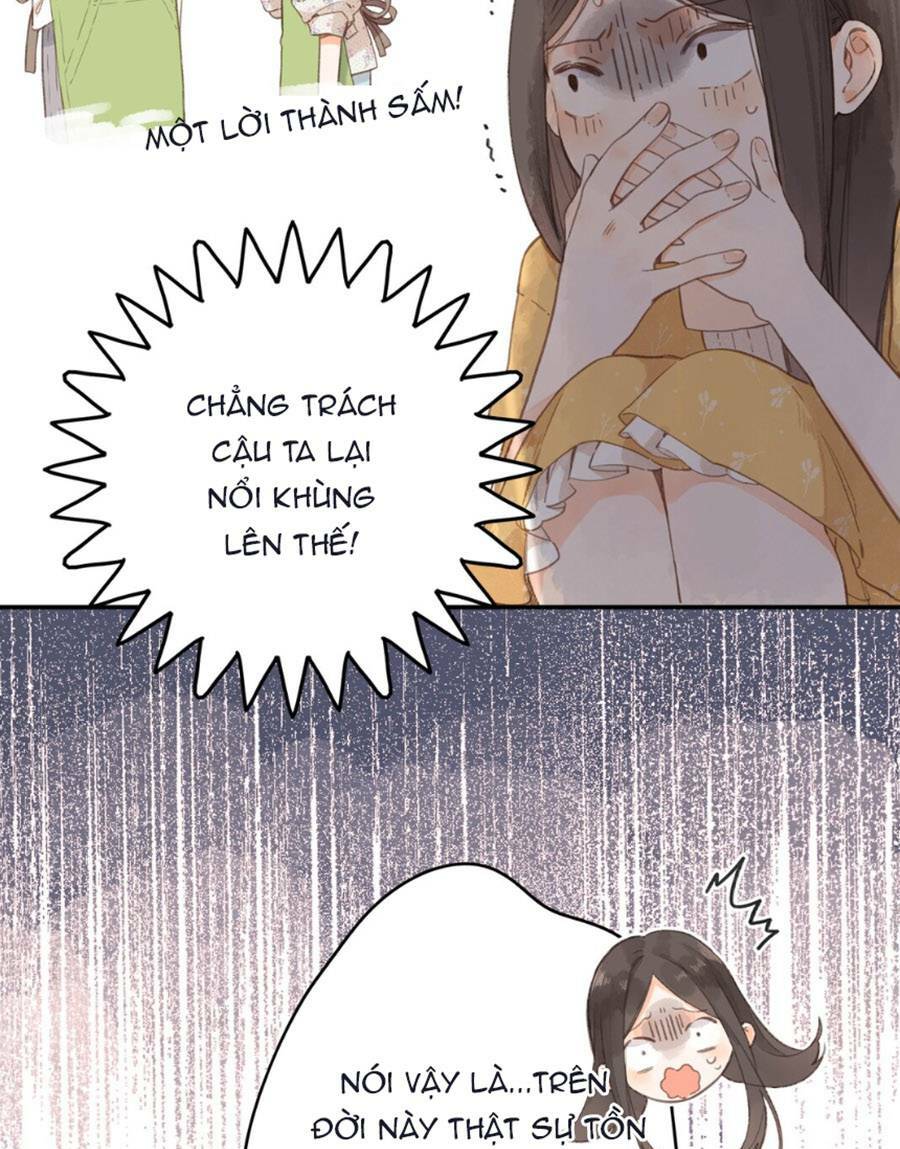 MỘT LỜI THÀNH SẤM!
CHẲNG TRÁCH
CẬU TA LẠI
NỔI KHÙNG
LÊN THẾ!
NÓI VẬY LÀ...TRÊN
ĐỜI NÀY THẬT SỰ TỒN